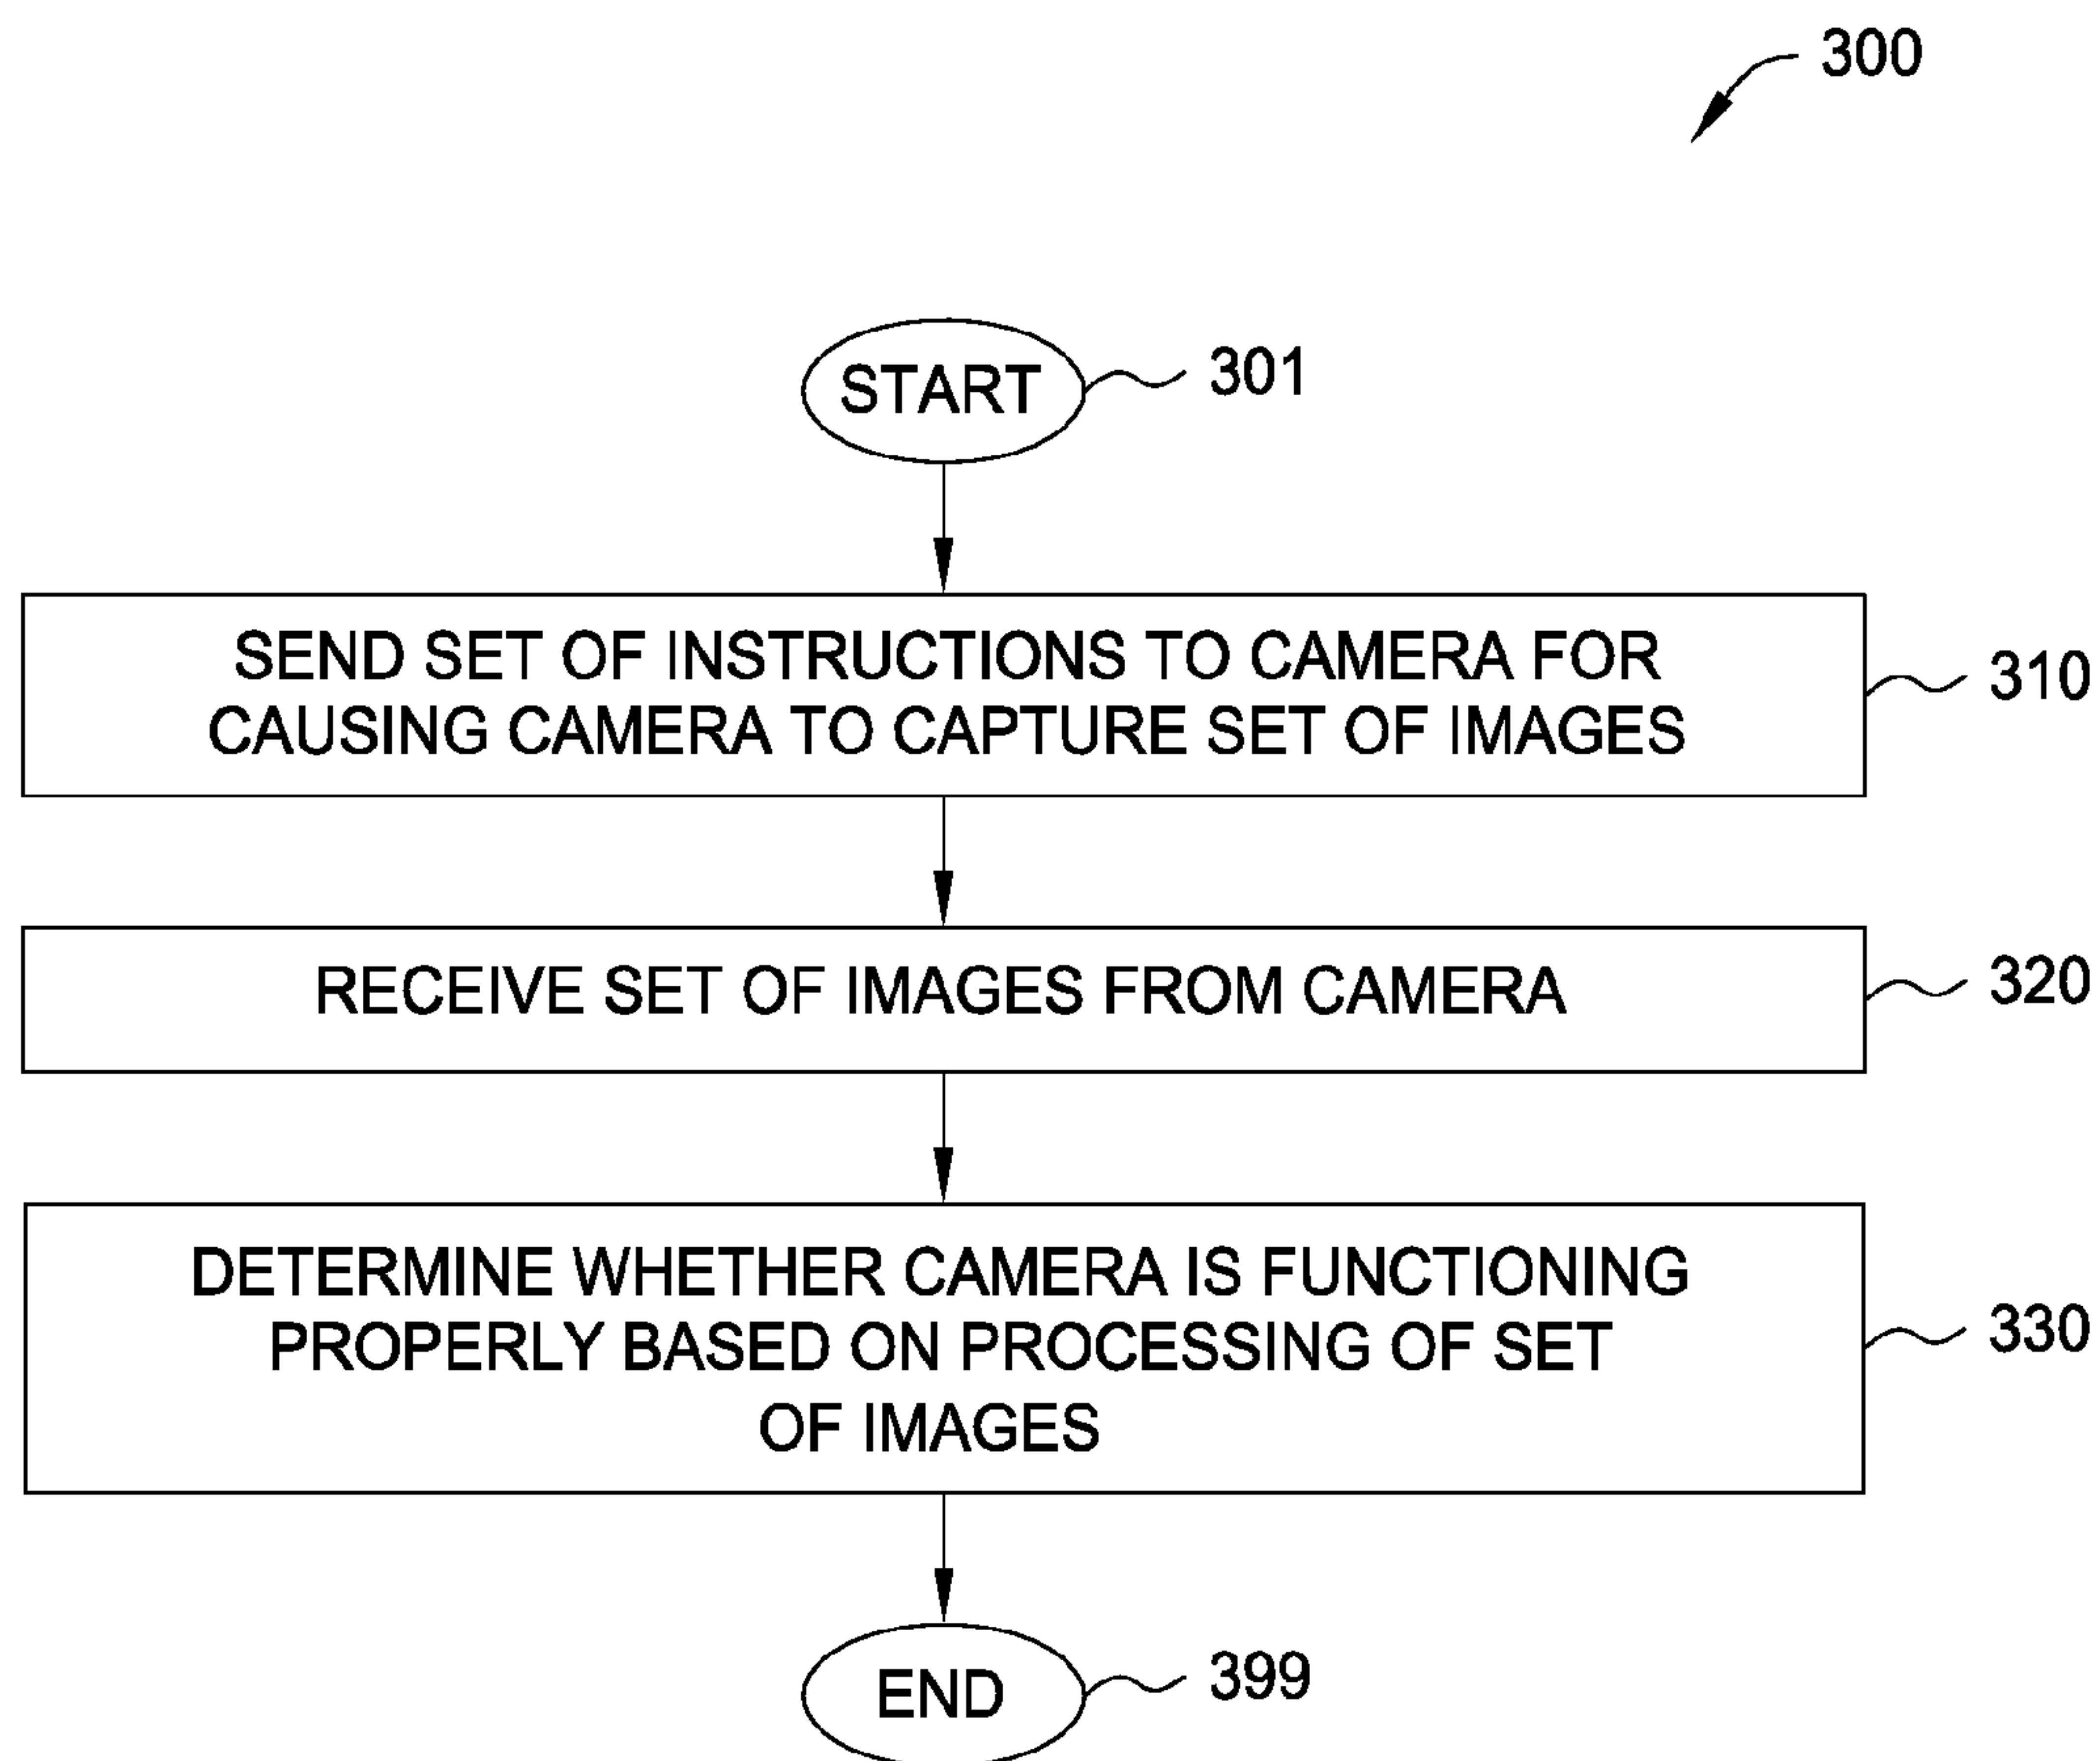 300
START
301
SEND SET OF INSTRUCTIONS TO CAMERA FOR
CAUSING CAMERA TO CAPTURE SET OF IMAGES
310
RECEIVE SET OF IMAGES FROM CAMERA
320
DETERMINE WHETHER CAMERA IS FUNCTIONING
PROPERLY BASED ON PROCESSING OF SET
OF IMAGES
330
END
399